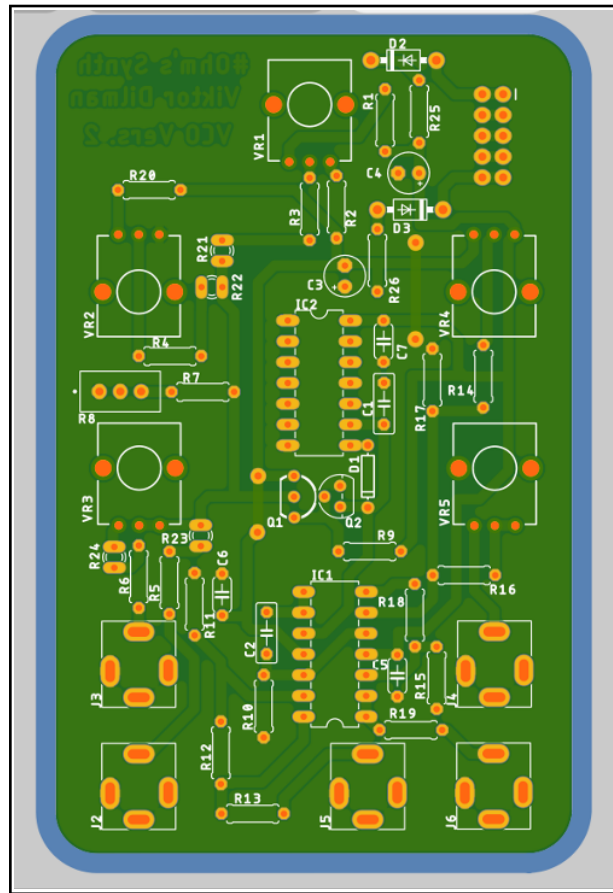 #Ohm's Synth
Viktor Dilman
VCO Vers. 2
D2
R1
R25
VR1
C4
+
R20
R3
R2
D3
R21
R22
C3
+
R26
VR2
IC2
VR4
R4
C7
R7
R8
C1
R17
R14
D1
VR3
Q1
Q2
VR5
R23
R24
R9
R6
R5
C6
R11
IC1
R18
R16
C2
J3
C5
R15
J4
R10
R19
R12
R13
J2
J5
J6